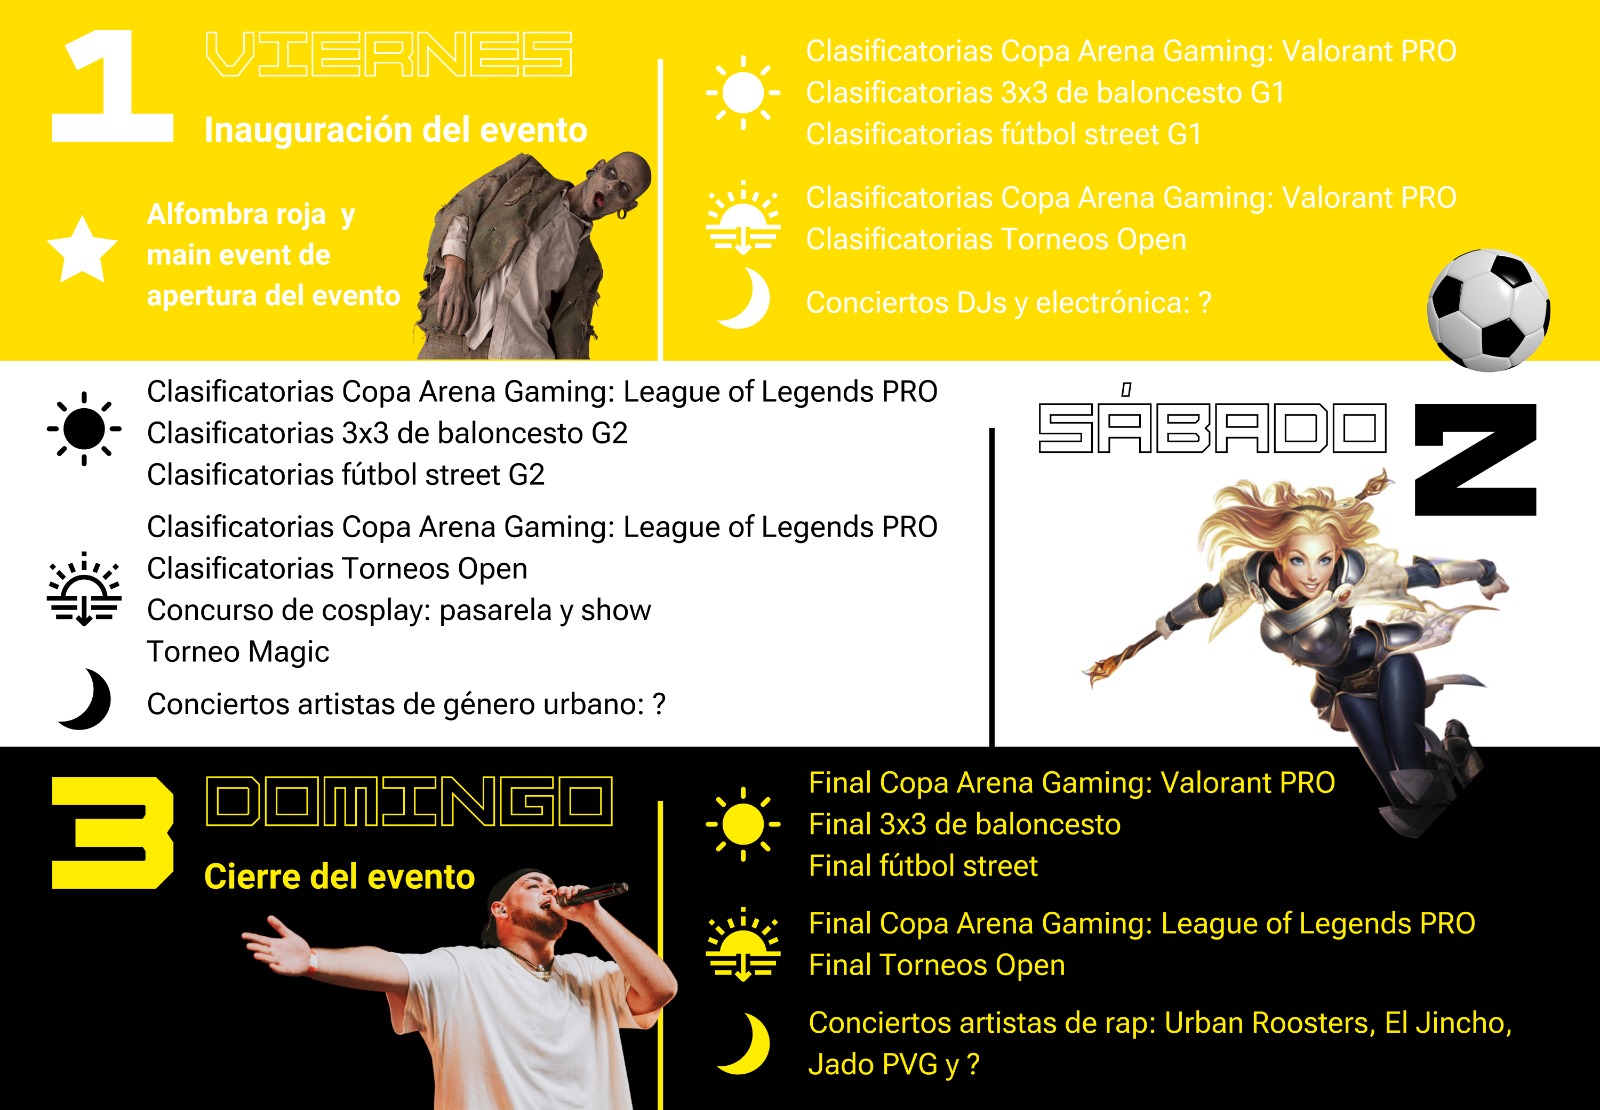 1
VIERNES
Inauguración del evento
Alfombra roja y
main event de
apertura del evento
Clasificatorias Copa Arena Gaming: Valorant PRO
Clasificatorias 3x3 de baloncesto G1
Clasificatorias fútbol street G1
Clasificatorias Copa Arena Gaming: Valorant PRO
Clasificatorias Torneos Open
Conciertos DJs y electrónica: ?
Clasificatorias Copa Arena Gaming: League of Legends PRO
Clasificatorias 3x3 de baloncesto G2
Clasificatorias fútbol street G2
Clasificatorias Copa Arena Gaming: League of Legends PRO
Clasificatorias Torneos Open
Concurso de cosplay: pasarela y show
Torneo Magic
Conciertos artistas de género urbano: ?
SÁBADO
2
3
DOMINGO
Cierre del evento
Final Copa Arena Gaming: Valorant PRO
Final 3x3 de baloncesto
Final fútbol street
Final Copa Arena Gaming: League of Legends PRO
Final Torneos Open
Conciertos artistas de rap: Urban Roosters, El Jincho,
Jado PVG y ?